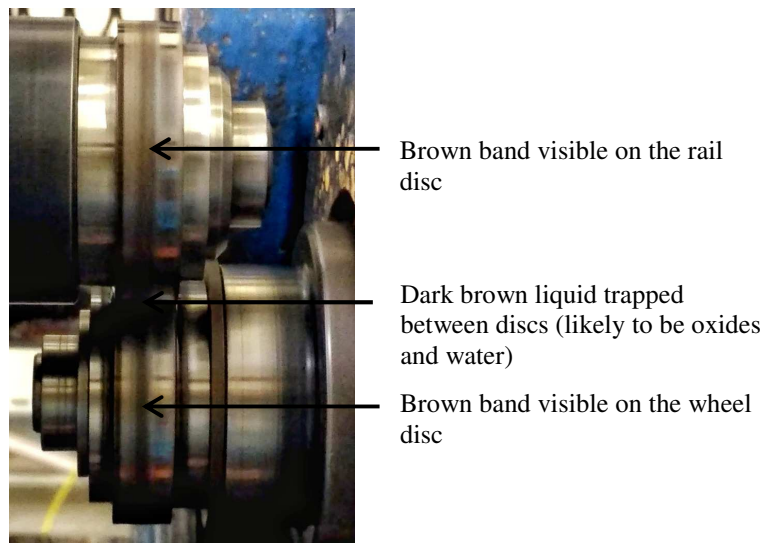 Brown band visible on the rail
disc
Dark brown liquid trapped
between discs (likely to be oxides
and water)
Brown band visible on the wheel
disc